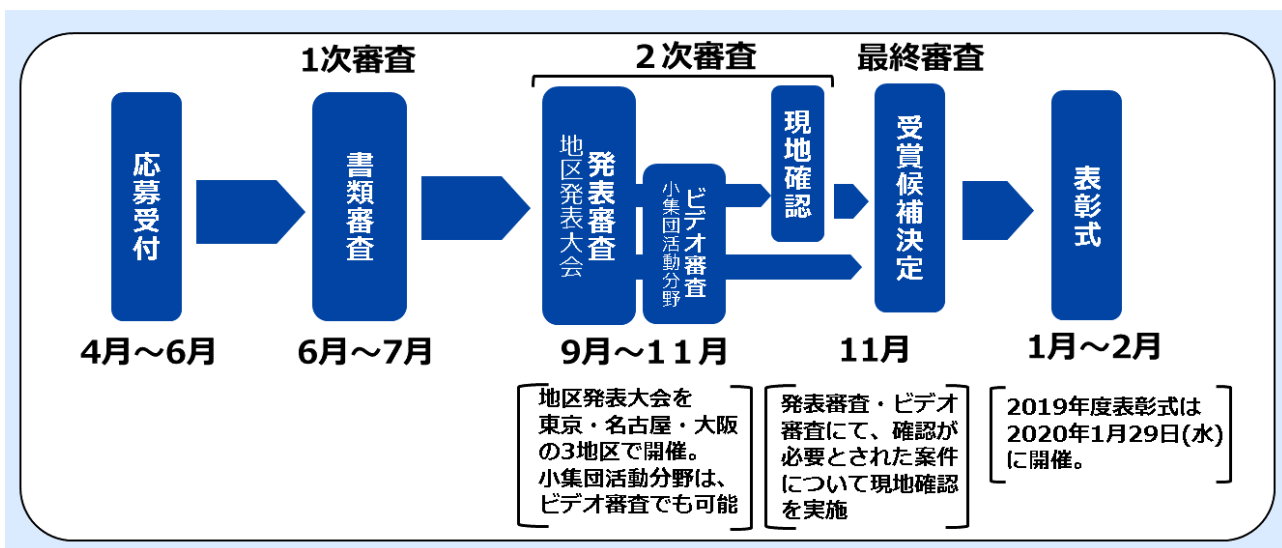 1次審査
２次審査
最終審査
応募受付
書類審査
発表審査
地区発表大会
ビデオ審査
小集団活動分野
現地確認
受賞候補決定
表彰式
4月～6月
6月～7月
9月～１１月
11月
1月～2月
地区発表大会を
東京・名古屋・大阪
の3地区で開催。
小集団活動分野は、
ビデオ審査でも可能
発表審査・ビデオ
審査にて、確認が
必要とされた案件
について現地確認
を実施
2019年度表彰式は
2020年1月29日(水)
に開催。